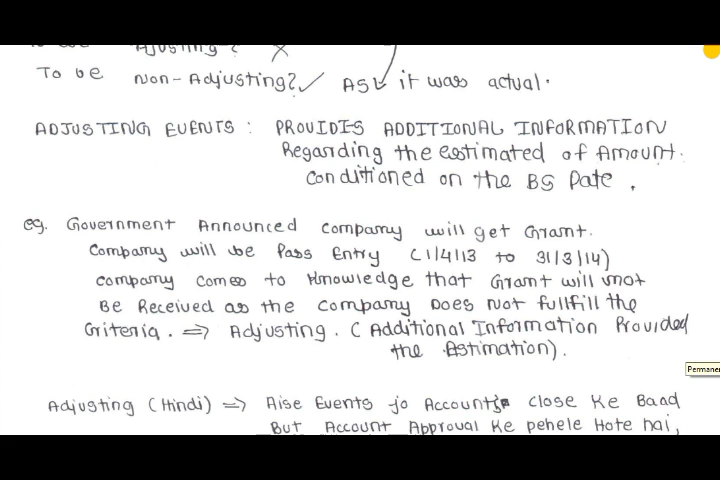 Adjusting? X
To be Non-Adjusting? ✓ AS it was actual.
ADJUSTING EVENTS : PROVIDES ADDITIONAL INFORMATION
Regarding the estimated of Amount.
Conditioned on the BS Date.
eg. Government Announced company will get Grant.
Company will be Pass Entry (1/4/13 to 31/3/14)
Company Comes to Knowledge that Grant will not
Be Received as the Company Does Not fullfill the
Criteria. ⇒ Adjusting. ( Additional Information Provided
the Estimation).
Permanen
Adjusting (Hindi) ⇒ Aise Events jo Accounts close Ke Baad
But Account Approval Ke pehele Hote hai,